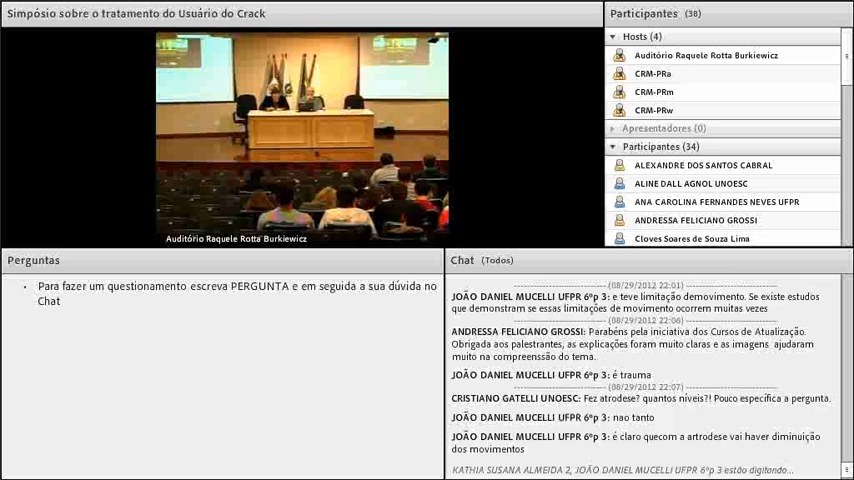 Simpósio sobre o tratamento do Usuário do Crack
Auditório Raquele Rotta Burkiewicz
Participantes (38)
Hosts (4)
Auditório Raquele Rotta Burkiewicz
CRM-PRa
CRM-PRm
CRM-PRw
Apresentadores (0)
Participantes (34)
ALEXANDRE DOS SANTOS CABRAL
ALINE DALL AGNOL UNOESC
ANA CAROLINA FERNANDES NEVES UFPR
ANDRESSA FELICIANO GROSSI
Cloves Soares de Souza Lima
Perguntas
Para fazer um questionamento escreva PERGUNTA e em seguida a sua dúvida no
Chat
Chat (Todos)
(08/29/2012 22:01)
JOÃO DANIEL MUCELLI UFPR 6ºp 3: e teve limitação demovimento. Se existe estudos
que demonstram se essas limitações de movimento ocorrem muitas vezes
(08/29/2012 22:06)
ANDRESSA FELICIANO GROSSI: Parabéns pela iniciativa dos Cursos de Atualização.
Obrigada aos palestrantes, as explicações foram muito claras e as imagens ajudaram
muito na compreenssão do tema.
JOÃO DANIEL MUCELLI UFPR 6ºp 3: é trauma
(08/29/2012 22:07)
CRISTIANO GATELLI UNOESC: Fez atrodese? quantos níveis?! Pouco específica a pergunta.
JOÃO DANIEL MUCELLI UFPR 6ºp 3: nao tanto
JOÃO DANIEL MUCELLI UFPR 6ºp 3: é claro quecom a artrodese vai haver diminuição
dos movimentos
KATHIA SUSANA ALMEIDA 2, JOÃO DANIEL MUCELLI UFPR 6ºp 3 estão digitando...